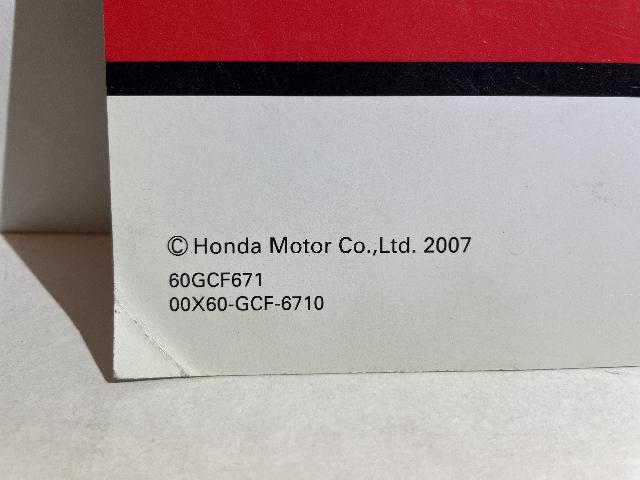 © Honda Motor Co.,Ltd. 2007
60GCF671
00X60-GCF-6710